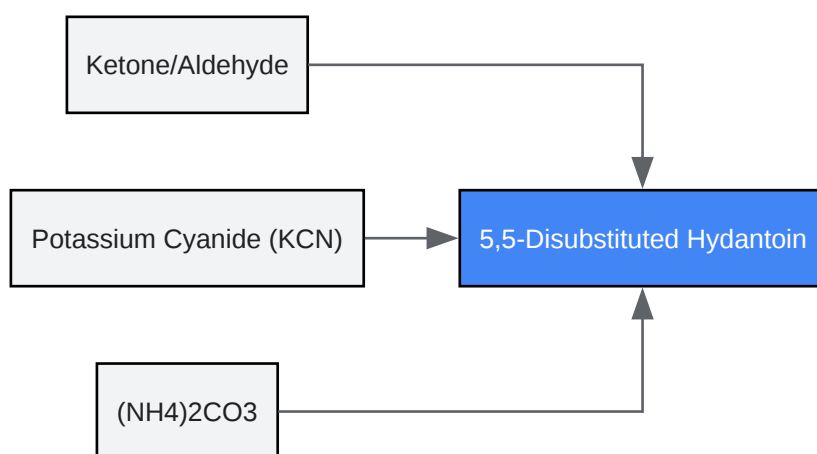 Ketone/Aldehyde
Potassium Cyanide (KCN)
5,5-Disubstituted Hydantoin
(NH4)2CO3